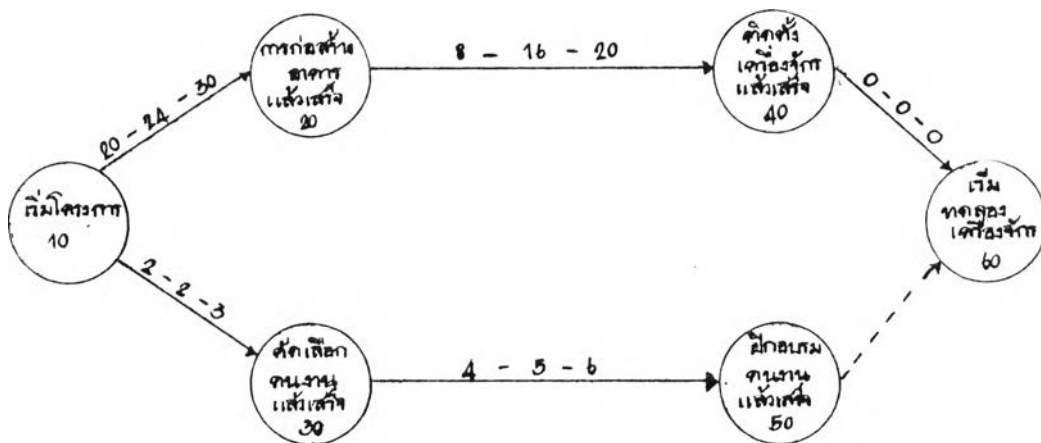 การก่อสร้าง
อาคาร
แล้วเสร็จ
20
8 - 16 - 20
ติดตั้ง
เครื่องจักร
แล้วเสร็จ
40
20 - 24 - 30
0 - 0 - 0
เริ่มโครงการ
10
เริ่ม
ทดลอง
เครื่องจักร
60
2 - 2 - 3
คัดเลือก
คนงาน
แล้วเสร็จ
30
4 - 5 - 6
ฝึกอบรม
คนงาน
แล้วเสร็จ
50